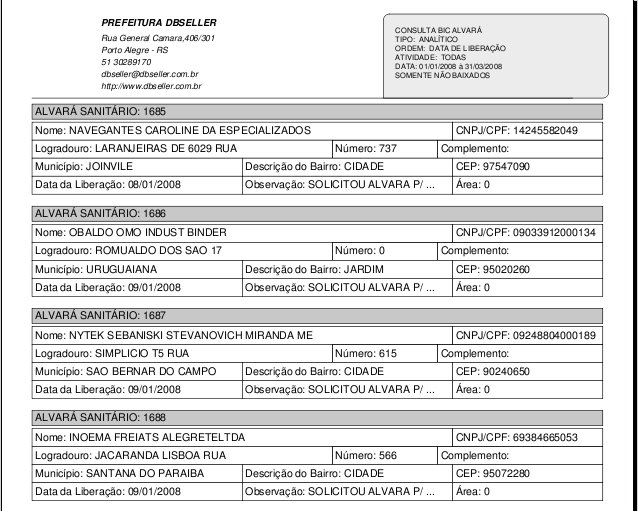 PREFEITURA DBSELLER
Rua General Camara,406/301
Porto Alegre - RS
51 30289170
dbseller@dbseller.com.br
http://www.dbseller.com.br
CONSULTA BIC ALVARÁ
TIPO: ANALÍTICO
ORDEM: DATA DE LIBERAÇÃO
ATIVIDADE: TODAS
DATA: 01/01/2008 à 31/03/2008
SOMENTE NÃO BAIXADOS
ALVARÁ SANITÁRIO: 1685
Nome: NAVEGANTES CAROLINE DA ESPECIALIZADOS CNPJ/CPF: 14245582049
Logradouro: LARANJEIRAS DE 6029 RUA Número: 737 Complemento:
Município: JOINVILE Descrição do Bairro: CIDADE CEP: 97547090
Data da Liberação: 08/01/2008 Observação: SOLICITOU ALVARA P/ ... Área: 0
ALVARÁ SANITÁRIO: 1686
Nome: OBALDO OMO INDUST BINDER CNPJ/CPF: 09033912000134
Logradouro: ROMUALDO DOS SAO 17 Número: 0 Complemento:
Município: URUGUAIANA Descrição do Bairro: JARDIM CEP: 95020260
Data da Liberação: 09/01/2008 Observação: SOLICITOU ALVARA P/ ... Área: 0
ALVARÁ SANITÁRIO: 1687
Nome: NYTEK SEBANISKI STEVANOVICH MIRANDA ME CNPJ/CPF: 09248804000189
Logradouro: SIMPLICIO T5 RUA Número: 615 Complemento:
Município: SAO BERNAR DO CAMPO Descrição do Bairro: CIDADE CEP: 90240650
Data da Liberação: 09/01/2008 Observação: SOLICITOU ALVARA P/ ... Área: 0
ALVARÁ SANITÁRIO: 1688
Nome: INOEMA FREIATS ALEGRETELTDA CNPJ/CPF: 69384665053
Logradouro: JACARANDA LISBOA RUA Número: 566 Complemento:
Município: SANTANA DO PARAIBA Descrição do Bairro: CIDADE CEP: 95072280
Data da Liberação: 09/01/2008 Observação: SOLICITOU ALVARA P/ ... Área: 0